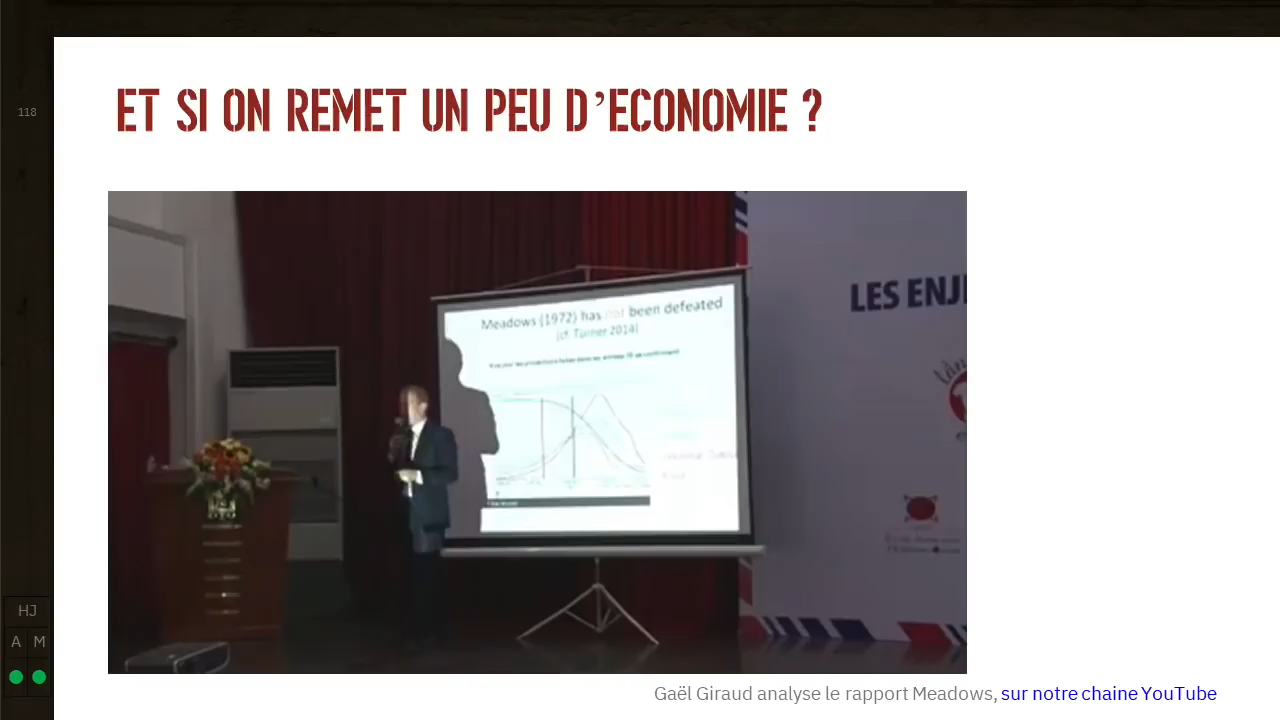 118
ET SI ON REMET UN PEU D’ECONOMIE ?
LES ENJ
Meadows (1972) has not been defeated
(cf. Turner 2014)
HJ
A M
Gaël Giraud analyse le rapport Meadows, sur notre chaine YouTube